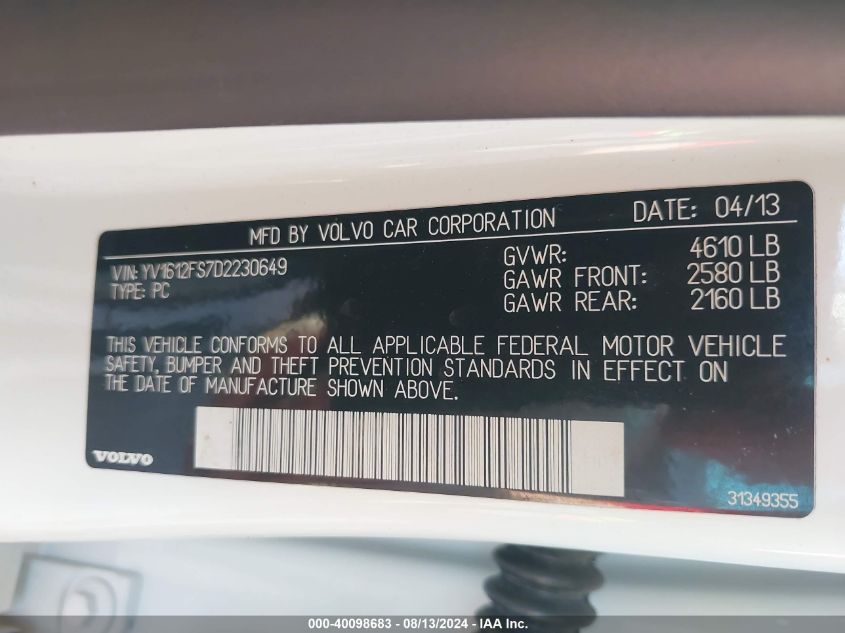 MFD BY VOLVO CAR CORPORATION DATE: 04/13
VIN: YV1612FS7D2230649 GVWR: 4610 LB
TYPE: PC GAWR FRONT: 2580 LB
GAWR REAR: 2160 LB
THIS VEHICLE CONFORMS TO ALL APPLICABLE FEDERAL MOTOR VEHICLE
SAFETY, BUMPER AND THEFT PREVENTION STANDARDS IN EFFECT ON
THE DATE OF MANUFACTURE SHOWN ABOVE.
VOLVO
31349355
000-40098683 - 08/13/2024 - IAA Inc.